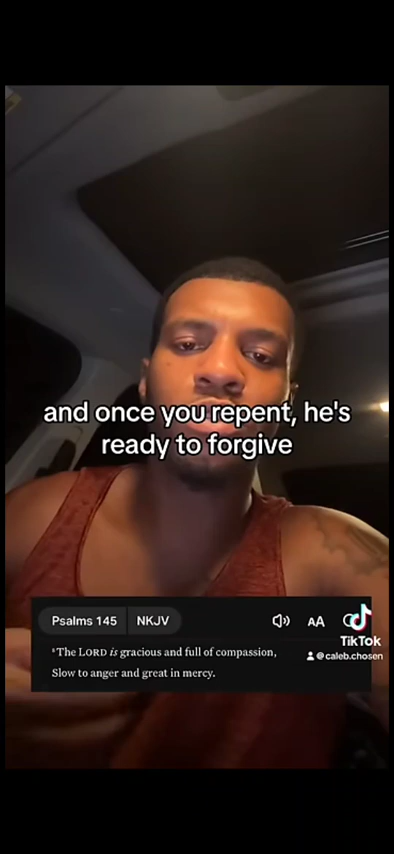 and once you repent, he's
ready to forgive
Psalms 145 NKJV AA
TikTok
⁸The LORD is gracious and full of compassion,
@caleb.chosen
Slow to anger and great in mercy.